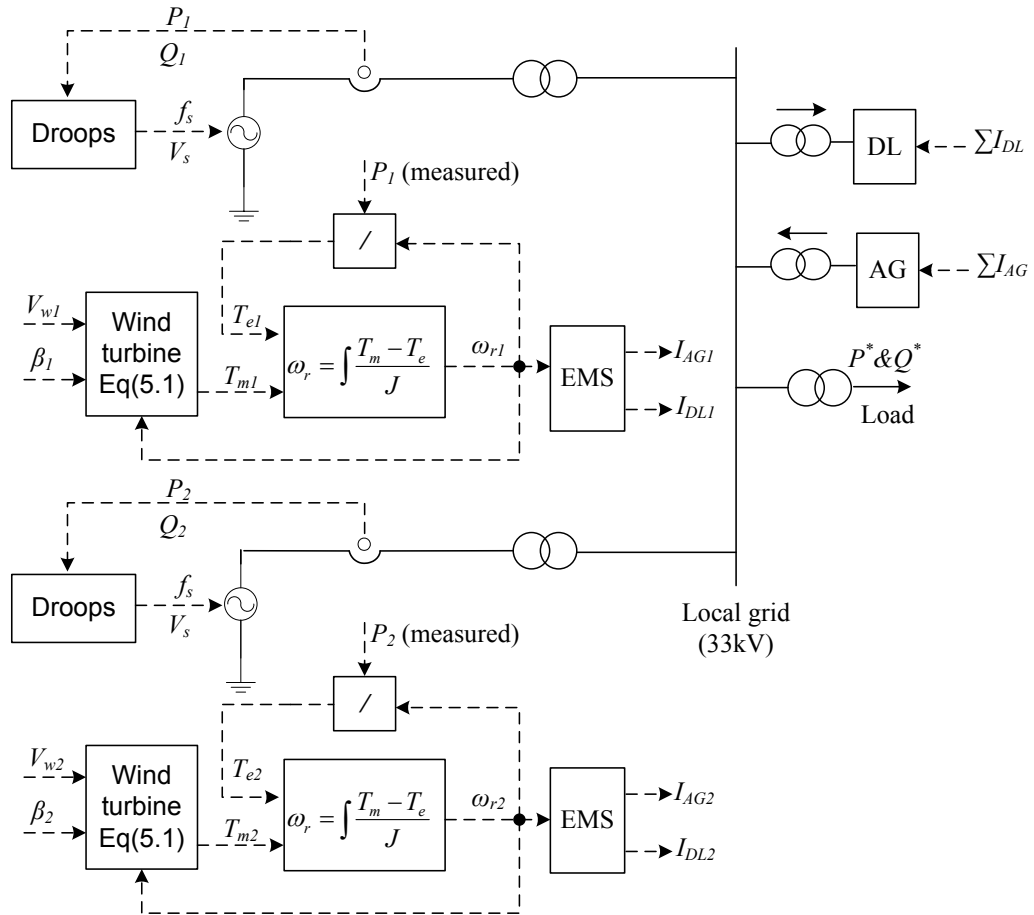 P1
Q1
Droops
fs
Vs
P1 (measured)
/
DL
∑IDL
AG
∑IAG
Vw1
β1
Wind
turbine
Eq(5.1)
Te1
Tm1
ωr = ∫ Tm − Te / J
ωr1
EMS
IAG1
IDL1
P*&Q*
Load
P2
Q2
Droops
fs
Vs
Local grid
(33kV)
P2 (measured)
/
Vw2
β2
Wind
turbine
Eq(5.1)
Te2
Tm2
ωr = ∫ Tm − Te / J
ωr2
EMS
IAG2
IDL2